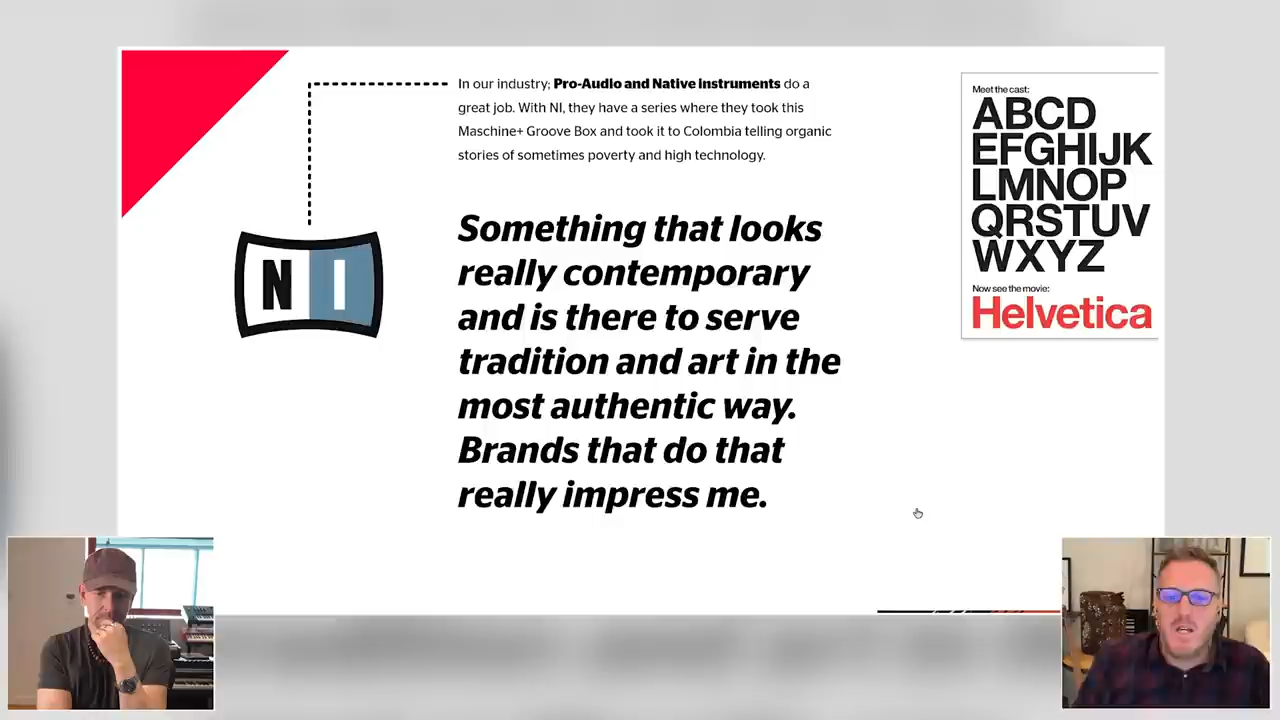 In our industry; Pro-Audio and Native Instruments do a
great job. With NI, they have a series where they took this
Maschine+ Groove Box and took it to Colombia telling organic
stories of sometimes poverty and high technology.
NI
Something that looks
really contemporary
and is there to serve
tradition and art in the
most authentic way.
Brands that do that
really impress me.
Meet the cast:
ABCD
EFGHIJK
LMNOP
QRSTUV
WXYZ
Now see the movie:
Helvetica